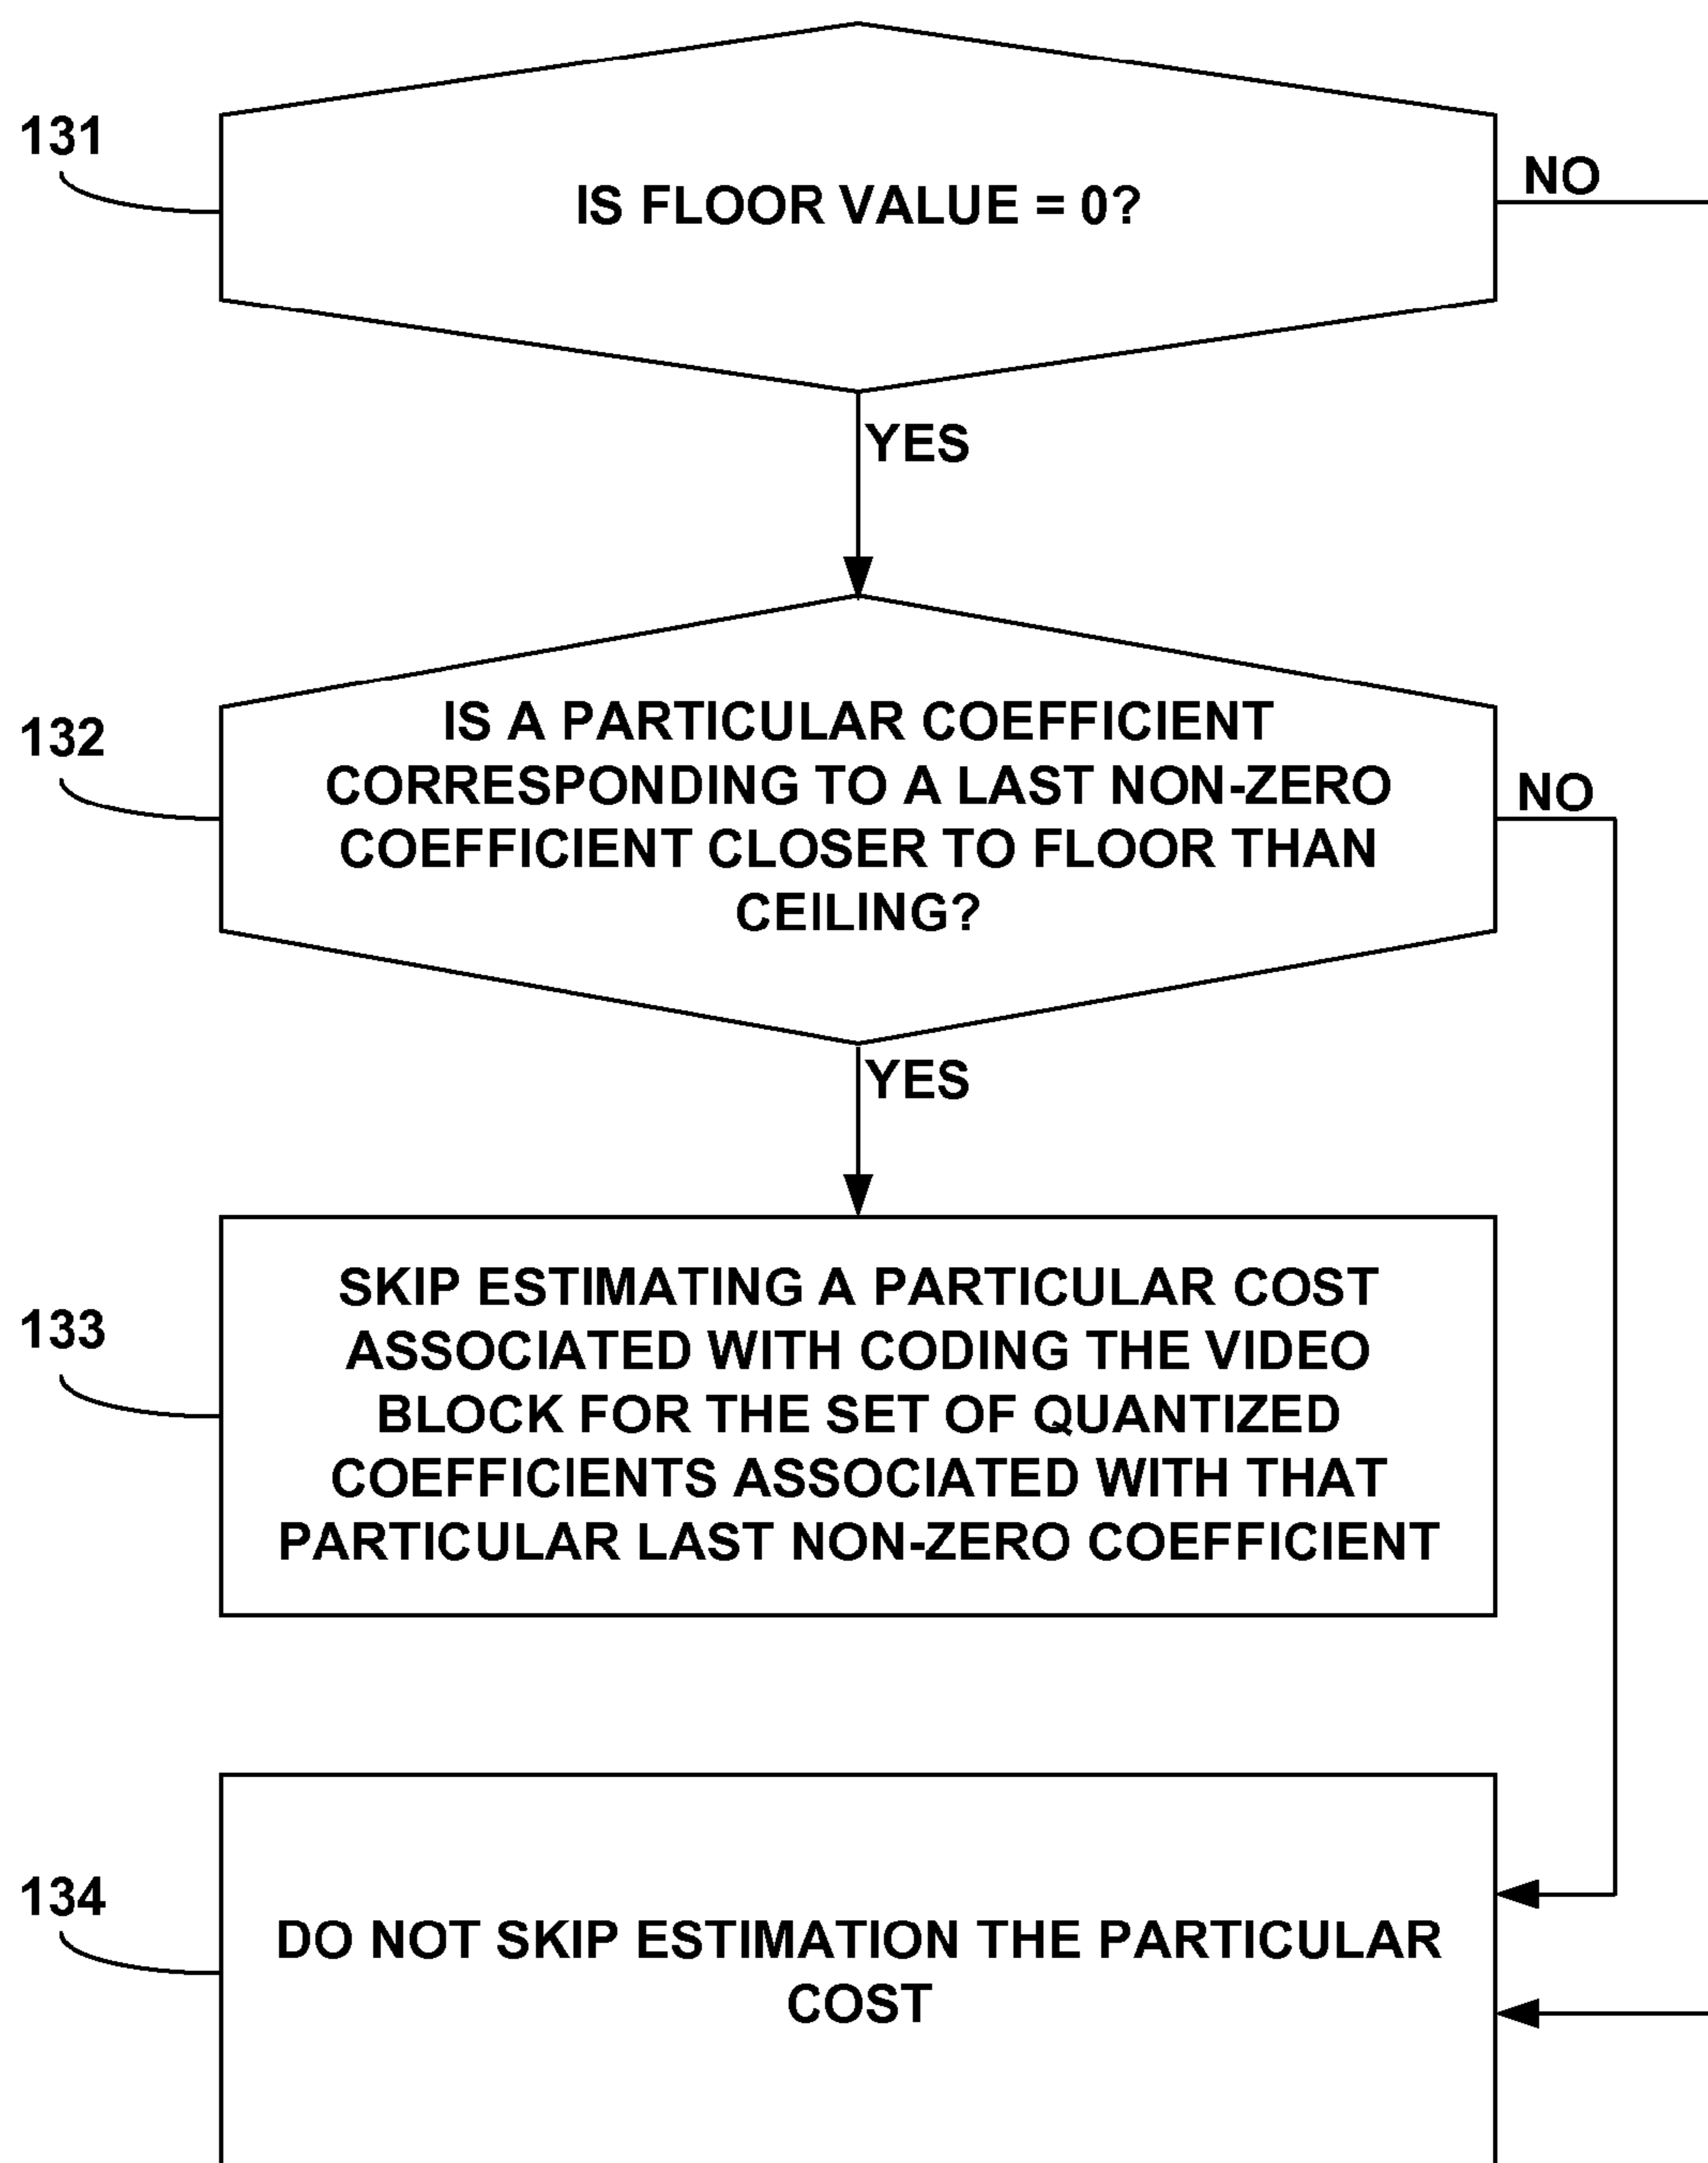 131
IS FLOOR VALUE = 0?
NO
YES
132
IS A PARTICULAR COEFFICIENT
CORRESPONDING TO A LAST NON-ZERO
COEFFICIENT CLOSER TO FLOOR THAN
CEILING?
NO
YES
133
SKIP ESTIMATING A PARTICULAR COST
ASSOCIATED WITH CODING THE VIDEO
BLOCK FOR THE SET OF QUANTIZED
COEFFICIENTS ASSOCIATED WITH THAT
PARTICULAR LAST NON-ZERO COEFFICIENT
134
DO NOT SKIP ESTIMATION THE PARTICULAR
COST